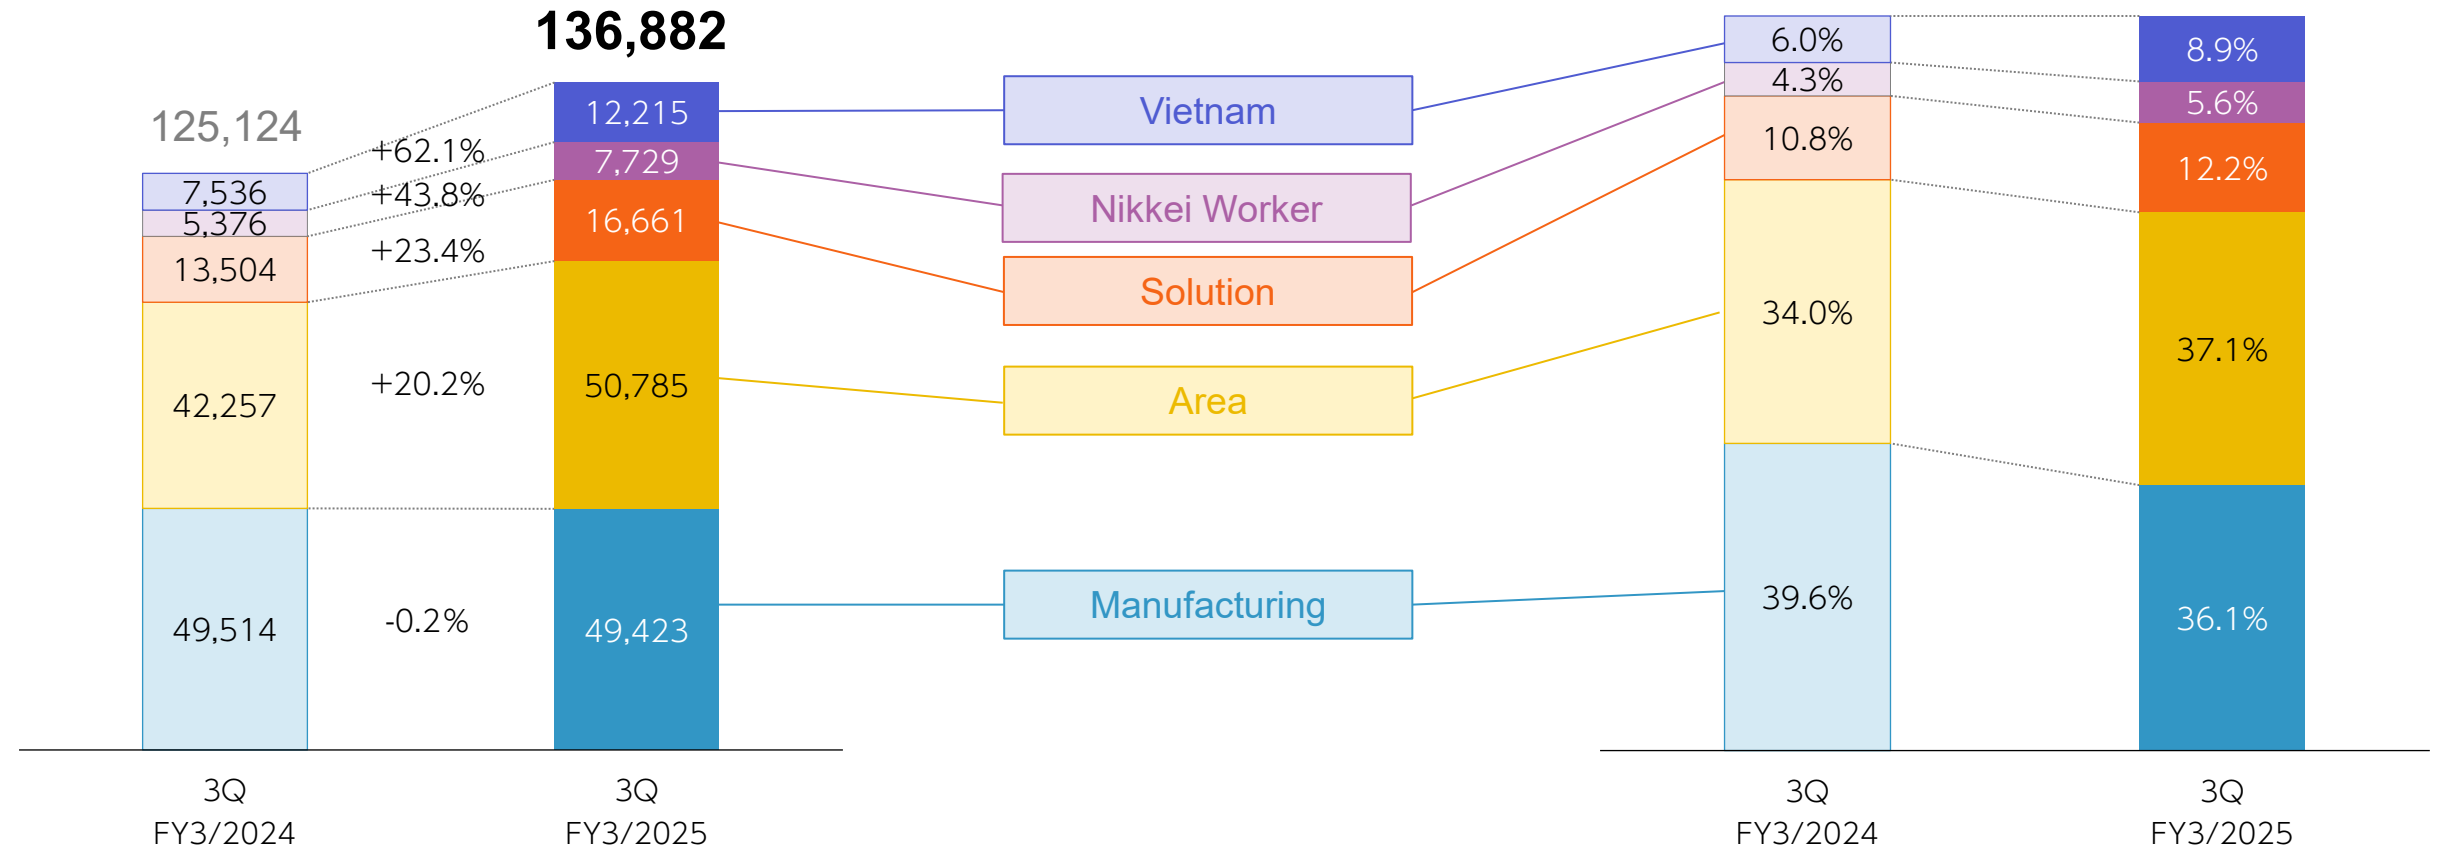 136,882
125,124
7,536
5,376
13,504
42,257
49,514
+62.1%
+43.8%
+23.4%
+20.2%
-0.2%
12,215
7,729
16,661
50,785
49,423
3Q
FY3/2024
3Q
FY3/2025
Vietnam
Nikkei Worker
Solution
Area
Manufacturing
6.0%
4.3%
10.8%
34.0%
39.6%
8.9%
5.6%
12.2%
37.1%
36.1%
3Q
FY3/2024
3Q
FY3/2025